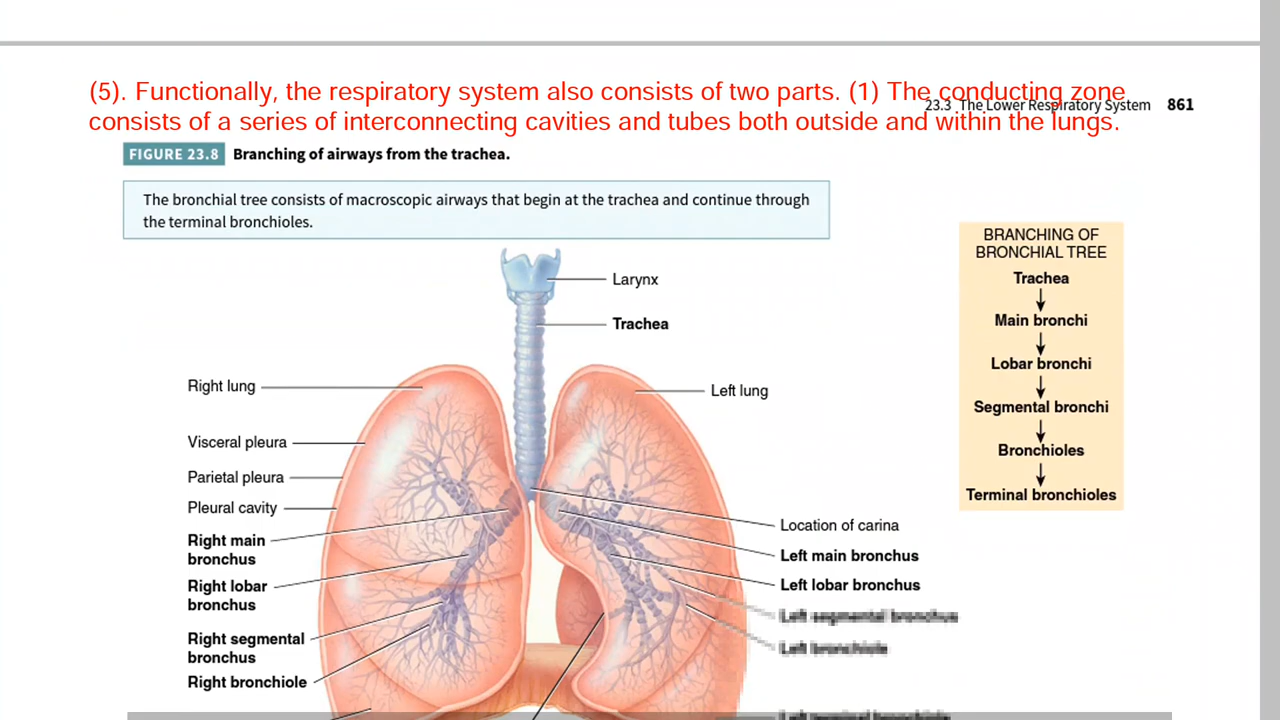 (5). Functionally, the respiratory system also consists of two parts. (1) The conducting zone
consists of a series of interconnecting cavities and tubes both outside and within the lungs.
23.3 The Lower Respiratory System 861
FIGURE 23.8 Branching of airways from the trachea.
The bronchial tree consists of macroscopic airways that begin at the trachea and continue through
the terminal bronchioles.
BRANCHING OF
BRONCHIAL TREE
Trachea
Main bronchi
Lobar bronchi
Segmental bronchi
Bronchioles
Terminal bronchioles
Larynx
Trachea
Right lung
Visceral pleura
Parietal pleura
Pleural cavity
Right main
bronchus
Right lobar
bronchus
Right segmental
bronchus
Right bronchiole
Left lung
Location of carina
Left main bronchus
Left lobar bronchus
Left segmental bronchus
Left bronchiole